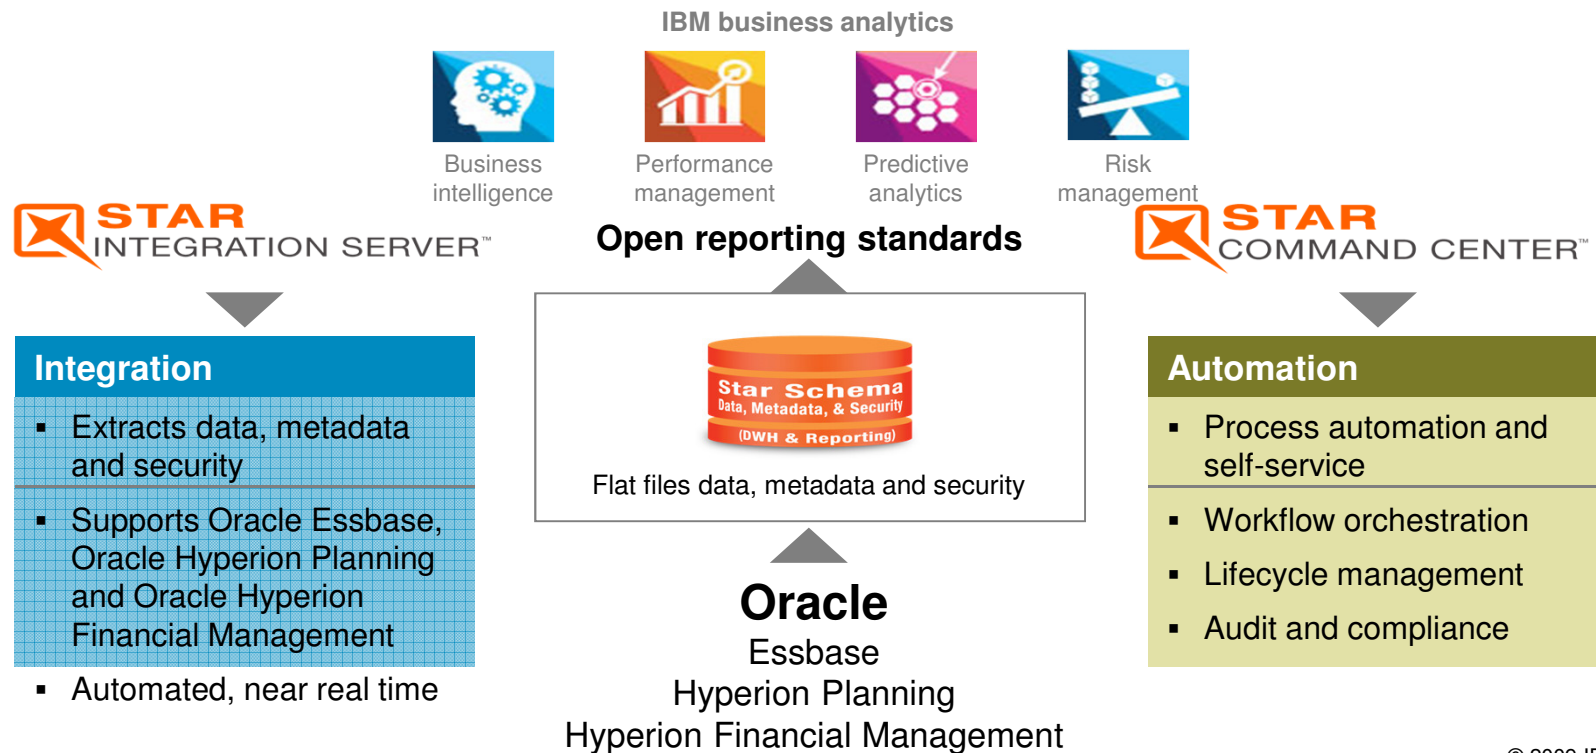 IBM business analytics
Business
intelligence
Performance
management
Predictive
analytics
Risk
management
STAR
INTEGRATION SERVER™
Open reporting standards
STAR
COMMAND CENTER™
Integration
▪ Extracts data, metadata
and security
▪ Supports Oracle Essbase,
Oracle Hyperion Planning
and Oracle Hyperion
Financial Management
▪ Automated, near real time
Star Schema
Data, Metadata, & Security
(DWH & Reporting)
Flat files data, metadata and security
Oracle
Essbase
Hyperion Planning
Hyperion Financial Management
Automation
▪ Process automation and
self-service
▪ Workflow orchestration
▪ Lifecycle management
▪ Audit and compliance